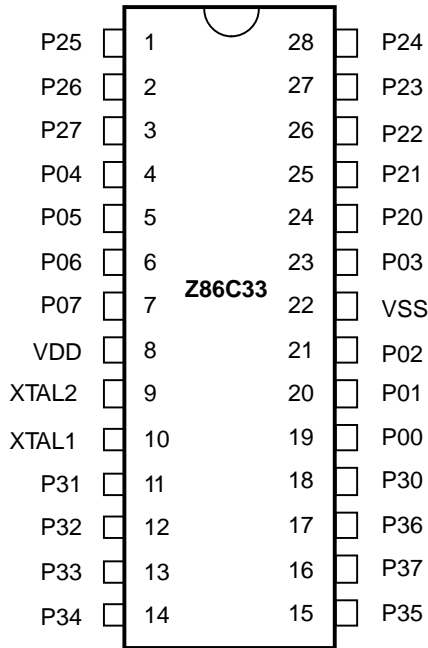 P25 1 28 P24
P26 2 27 P23
P27 3 26 P22
P04 4 25 P21
P05 5 24 P20
P06 6 23 P03
Z86C33
P07 7 22 VSS
VDD 8 21 P02
XTAL2 9 20 P01
XTAL1 10 19 P00
P31 11 18 P30
P32 12 17 P36
P33 13 16 P37
P34 14 15 P35